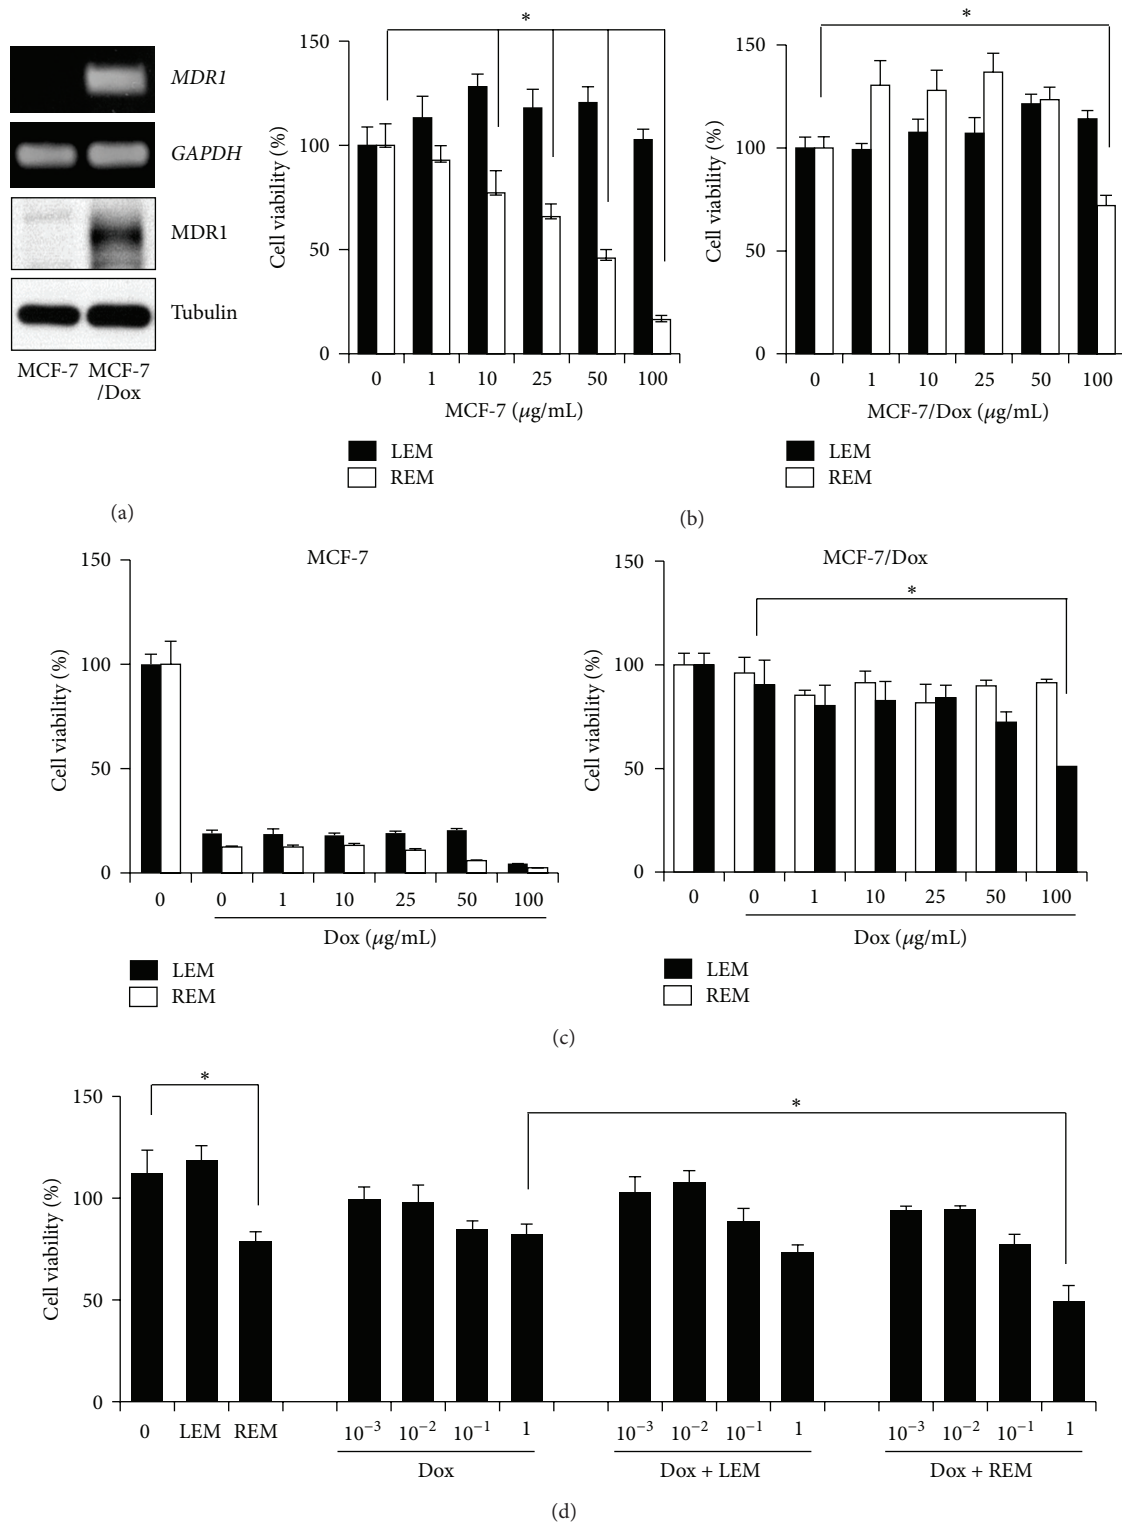 MDR1
GAPDH
MDR1
Tubulin
MCF-7 MCF-7
/Dox
(a)
*
150
100
50
0
Cell viability (%)
0 1 10 25 50 100
MCF-7 (μg/mL)
LEM
REM
*
150
100
50
0
Cell viability (%)
0 1 10 25 50 100
MCF-7/Dox (μg/mL)
LEM
REM
(b)
MCF-7
150
100
50
0
Cell viability (%)
0 0 1 10 25 50 100
Dox (μg/mL)
LEM
REM
MCF-7/Dox
*
150
100
50
0
Cell viability (%)
0 0 1 10 25 50 100
Dox (μg/mL)
LEM
REM
(c)
* *
150
100
50
0
Cell viability (%)
0 LEM REM 10⁻³ 10⁻² 10⁻¹ 1 10⁻³ 10⁻² 10⁻¹ 1 10⁻³ 10⁻² 10⁻¹ 1
Dox Dox + LEM Dox + REM
(d)